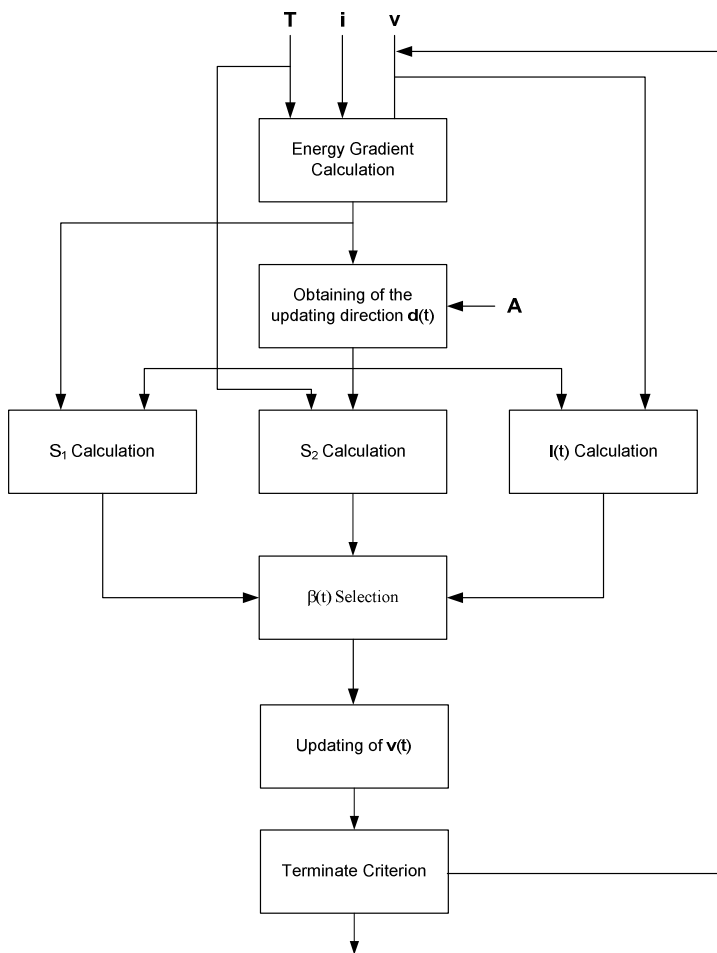 T i v
Energy Gradient
Calculation
Obtaining of the
updating direction d(t)
A
S₁ Calculation
S₂ Calculation
l(t) Calculation
β(t) Selection
Updating of v(t)
Terminate Criterion